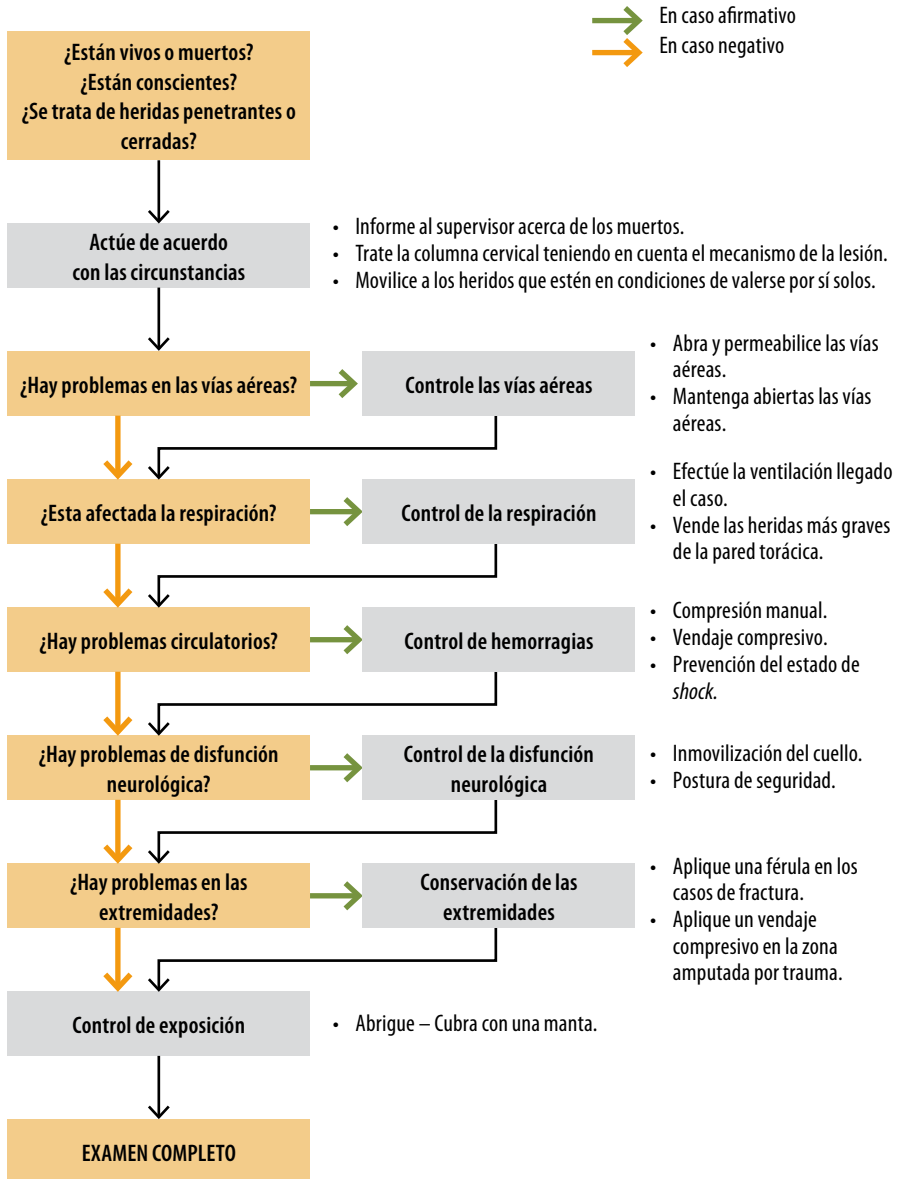 En caso afirmativo
En caso negativo
¿Están vivos o muertos?
¿Están conscientes?
¿Se trata de heridas penetrantes o
cerradas?
Actúe de acuerdo
con las circunstancias
• Informe al supervisor acerca de los muertos.
• Trate la columna cervical teniendo en cuenta el mecanismo de la lesión.
• Movilice a los heridos que estén en condiciones de valerse por sí solos.
¿Hay problemas en las vías aéreas?
Controle las vías aéreas
• Abra y permeabilice las vías
aéreas.
• Mantenga abiertas las vías
aéreas.
¿Esta afectada la respiración?
Control de la respiración
• Efectúe la ventilación llegado
el caso.
• Vende las heridas más graves
de la pared torácica.
¿Hay problemas circulatorios?
Control de hemorragias
• Compresión manual.
• Vendaje compresivo.
• Prevención del estado de
shock.
¿Hay problemas de disfunción
neurológica?
Control de la disfunción
neurológica
• Inmovilización del cuello.
• Postura de seguridad.
¿Hay problemas en las
extremidades?
Conservación de las
extremidades
• Aplique una férula en los
casos de fractura.
• Aplique un vendaje
compresivo en la zona
amputada por trauma.
Control de exposición
• Abrigue – Cubra con una manta.
EXAMEN COMPLETO